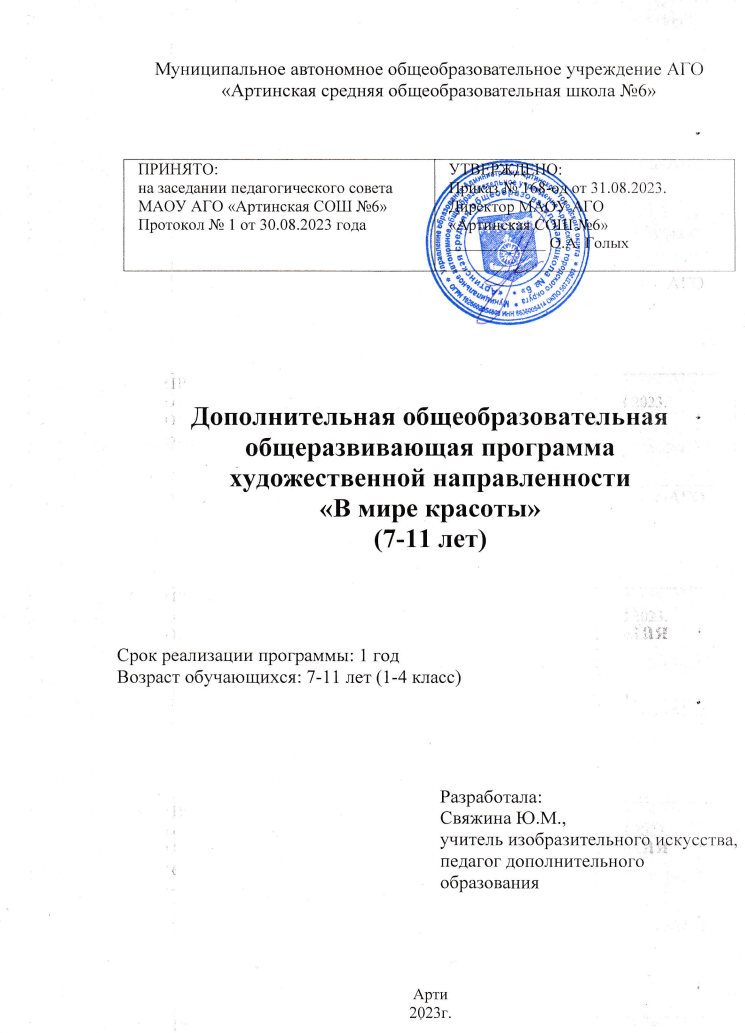 Муниципальное автономное общеобразовательное учреждение АГО
«Артинская средняя общеобразовательная школа №6»
ПРИНЯТО:
на заседании педагогического совета
МАОУ АГО «Артинская СОШ №6»
Протокол № 1 от 30.08.2023 года
УТВЕРЖДЕНО:
Приказ № 168-од от 31.08.2023.
Директор МАОУ АГО
«Артинская СОШ №6»
О.А. Голых
Дополнительная общеобразовательная
общеразвивающая программа
художественной направленности
«В мире красоты»
(7-11 лет)
Срок реализации программы: 1 год
Возраст обучающихся: 7-11 лет (1-4 класс)
Разработала:
Свяжина Ю.М.,
учитель изобразительного искусства,
педагог дополнительного
образования
Арти
2023г.